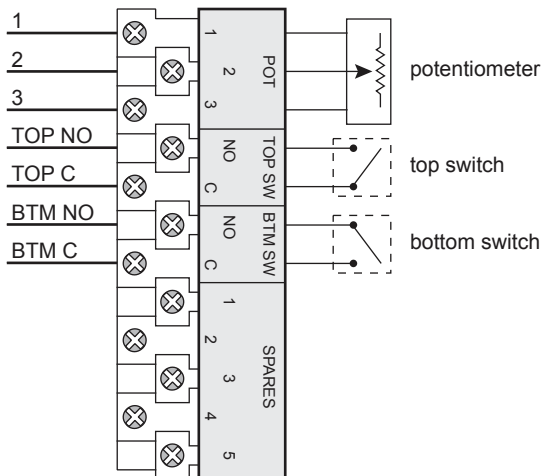 1
2
3
TOP NO
TOP C
BTM NO
BTM C
1
2
3
POT
NO
C
TOP SW
NO
C
BTM SW
1
2
3
4
5
SPARES
potentiometer
top switch
bottom switch